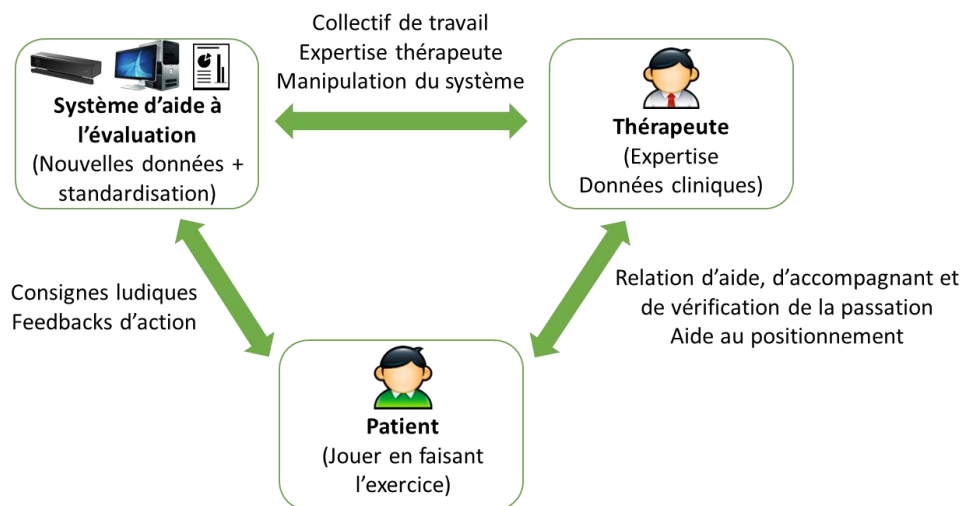 Collectif de travail
Expertise thérapeute
Manipulation du système
Système d'aide à
l'évaluation
(Nouvelles données +
standardisation)
Thérapeute
(Expertise
Données cliniques)
Consignes ludiques
Feedbacks d'action
Relation d'aide, d'accompagnant et
de vérification de la passation
Aide au positionnement
Patient
(Jouer en faisant
l'exercice)